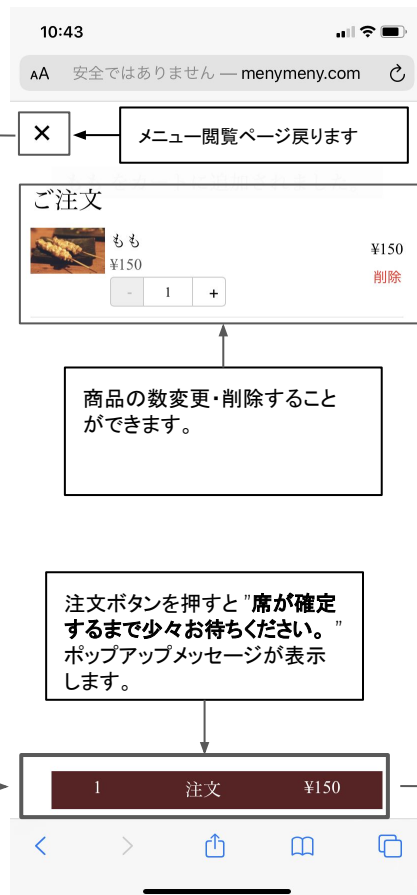 10:43
AA 安全ではありません — menymeny.com
× メニュー閲覧ページ戻ります
ご注文
もも
¥150 ¥150
削除
- 1 +
商品の数変更・削除すること
ができます。
注文ボタンを押すと ”席が確定
するまで少々お待ちください。 ”
ポップアップメッセージが表示
します。
1 注文 ¥150